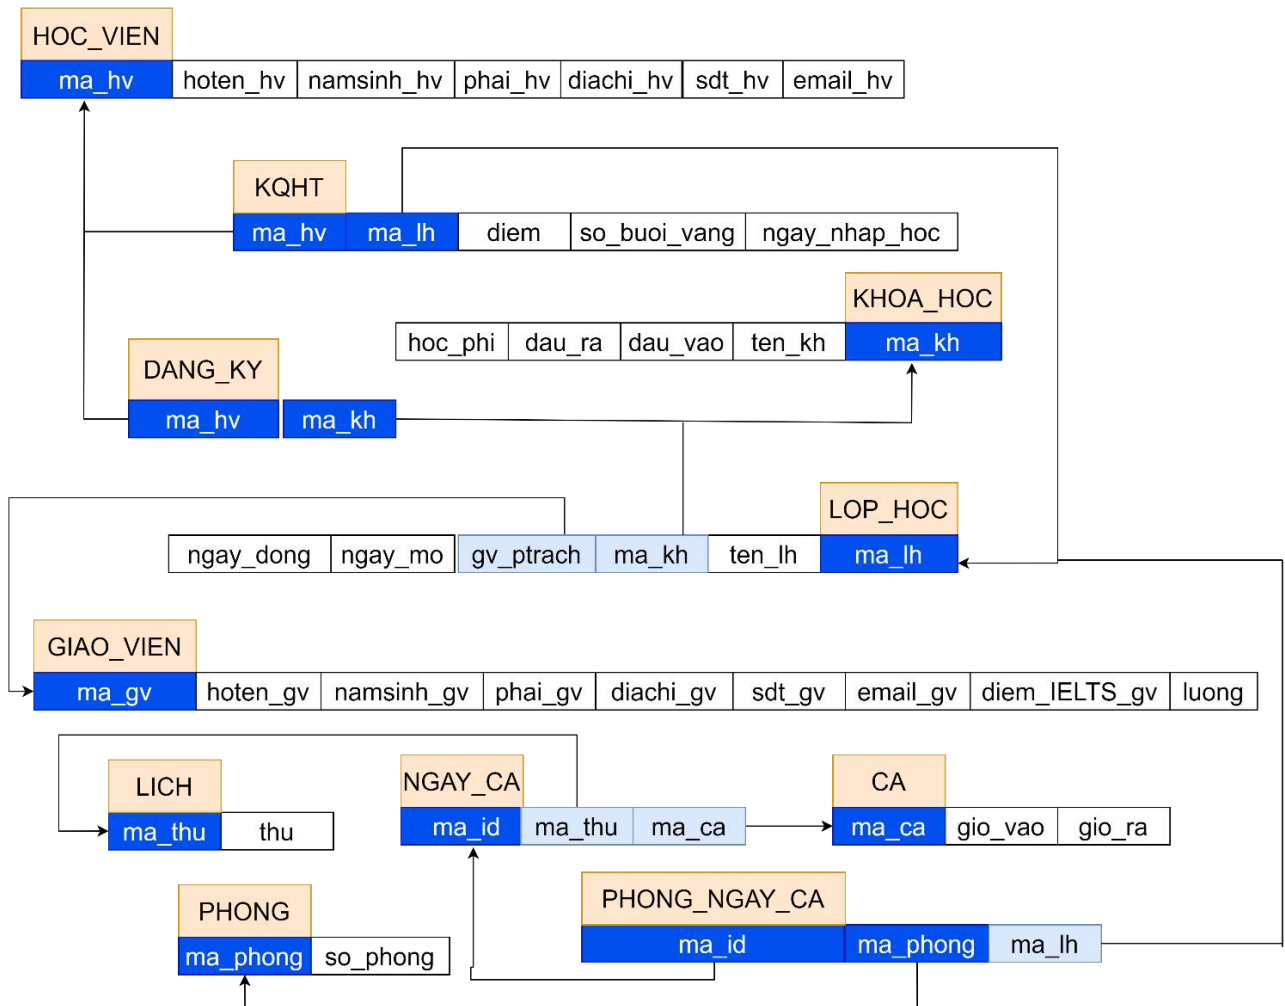 HOC_VIEN
ma_hv hoten_hv namsinh_hv phai_hv diachi_hv sdt_hv email_hv
KQHT
ma_hv ma_lh diem so_buoi_vang ngay_nhap_hoc
KHOA_HOC
hoc_phi dau_ra dau_vao ten_kh ma_kh
DANG_KY
ma_hv ma_kh
LOP_HOC
ngay_dong ngay_mo gv_ptrach ma_kh ten_lh ma_lh
GIAO_VIEN
ma_gv hoten_gv namsinh_gv phai_gv diachi_gv sdt_gv email_gv diem_IELTS_gv luong
LICH NGAY_CA CA
ma_thu thu ma_id ma_thu ma_ca ma_ca gio_vao gio_ra
PHONG PHONG_NGAY_CA
ma_phong so_phong ma_id ma_phong ma_lh